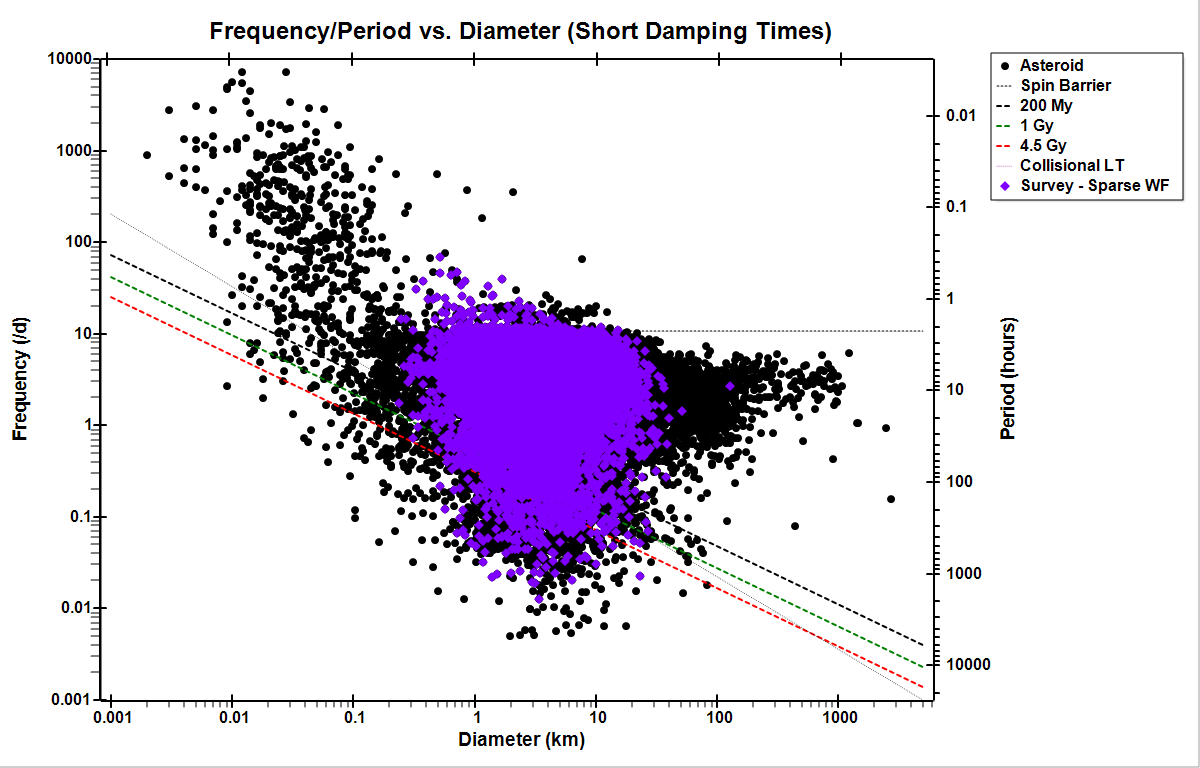 Frequency/Period vs. Diameter (Short Damping Times)
Asteroid
Spin Barrier
200 My
1 Gy
4.5 Gy
Collisional LT
Survey - Sparse WF
Frequency (/d)
10000
1000
100
10
1
0.1
0.01
0.001
0.01
0.1
1
10
100
1000
10000
Period (hours)
0.001
0.01
0.1
1
10
100
1000
Diameter (km)